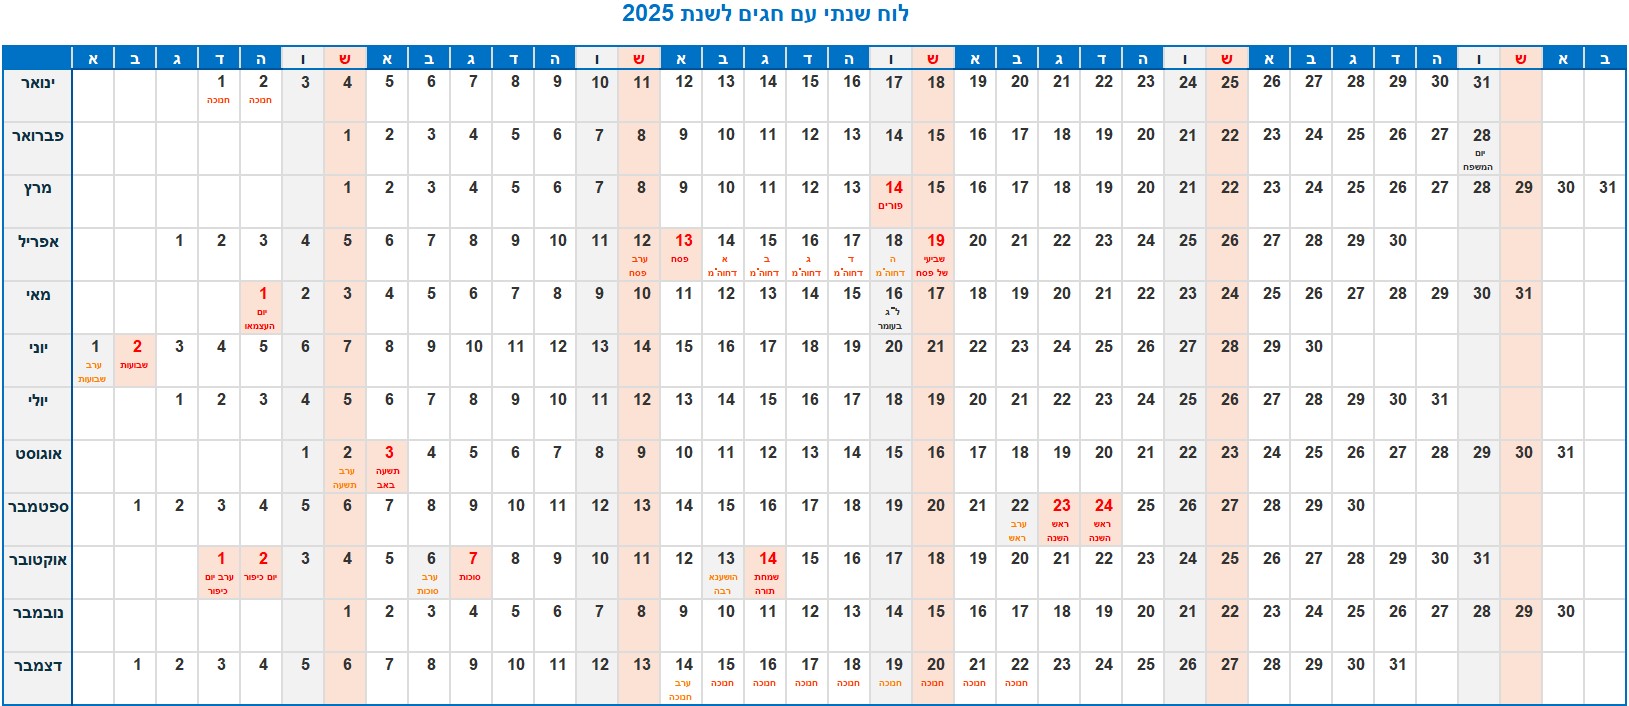 לוח שנתי עם חגים לשנת 2025
א ב ג ד ה ו ש א ב ג ד ה ו ש א ב ג ד ה ו ש א ב ג ד ה ו ש א ב ג ד ה ו ש א ב
ינואר 1 2 3 4 5 6 7 8 9 10 11 12 13 14 15 16 17 18 19 20 21 22 23 24 25 26 27 28 29 30 31
חנוכה חנוכה
פברואר 1 2 3 4 5 6 7 8 9 10 11 12 13 14 15 16 17 18 19 20 21 22 23 24 25 26 27 28
יום
המשפח
מרץ 1 2 3 4 5 6 7 8 9 10 11 12 13 14 15 16 17 18 19 20 21 22 23 24 25 26 27 28 29 30 31
פורים
אפריל 1 2 3 4 5 6 7 8 9 10 11 12 13 14 15 16 17 18 19 20 21 22 23 24 25 26 27 28 29 30
ערב פסח א ב ג ד ה שביעי
פסח דחוה"מ דחוה"מ דחוה"מ דחוה"מ דחוה"מ של פסח
מאי 1 2 3 4 5 6 7 8 9 10 11 12 13 14 15 16 17 18 19 20 21 22 23 24 25 26 27 28 29 30 31
יום ל"ג
העצמאו בעומר
יוני 1 2 3 4 5 6 7 8 9 10 11 12 13 14 15 16 17 18 19 20 21 22 23 24 25 26 27 28 29 30
ערב שבועות
שבועות
יולי 1 2 3 4 5 6 7 8 9 10 11 12 13 14 15 16 17 18 19 20 21 22 23 24 25 26 27 28 29 30 31
אוגוסט 1 2 3 4 5 6 7 8 9 10 11 12 13 14 15 16 17 18 19 20 21 22 23 24 25 26 27 28 29 30 31
ערב תשעה
תשעה באב
ספטמבר 1 2 3 4 5 6 7 8 9 10 11 12 13 14 15 16 17 18 19 20 21 22 23 24 25 26 27 28 29 30
ערב ראש ראש
ראש השנה השנה
אוקטובר 1 2 3 4 5 6 7 8 9 10 11 12 13 14 15 16 17 18 19 20 21 22 23 24 25 26 27 28 29 30 31
ערב יום יום כיפור ערב סוכות הושענא שמחת
כיפור סוכות רבה תורה
נובמבר 1 2 3 4 5 6 7 8 9 10 11 12 13 14 15 16 17 18 19 20 21 22 23 24 25 26 27 28 29 30
דצמבר 1 2 3 4 5 6 7 8 9 10 11 12 13 14 15 16 17 18 19 20 21 22 23 24 25 26 27 28 29 30 31
ערב חנוכה חנוכה חנוכה חנוכה חנוכה חנוכה חנוכה חנוכה
חנוכה